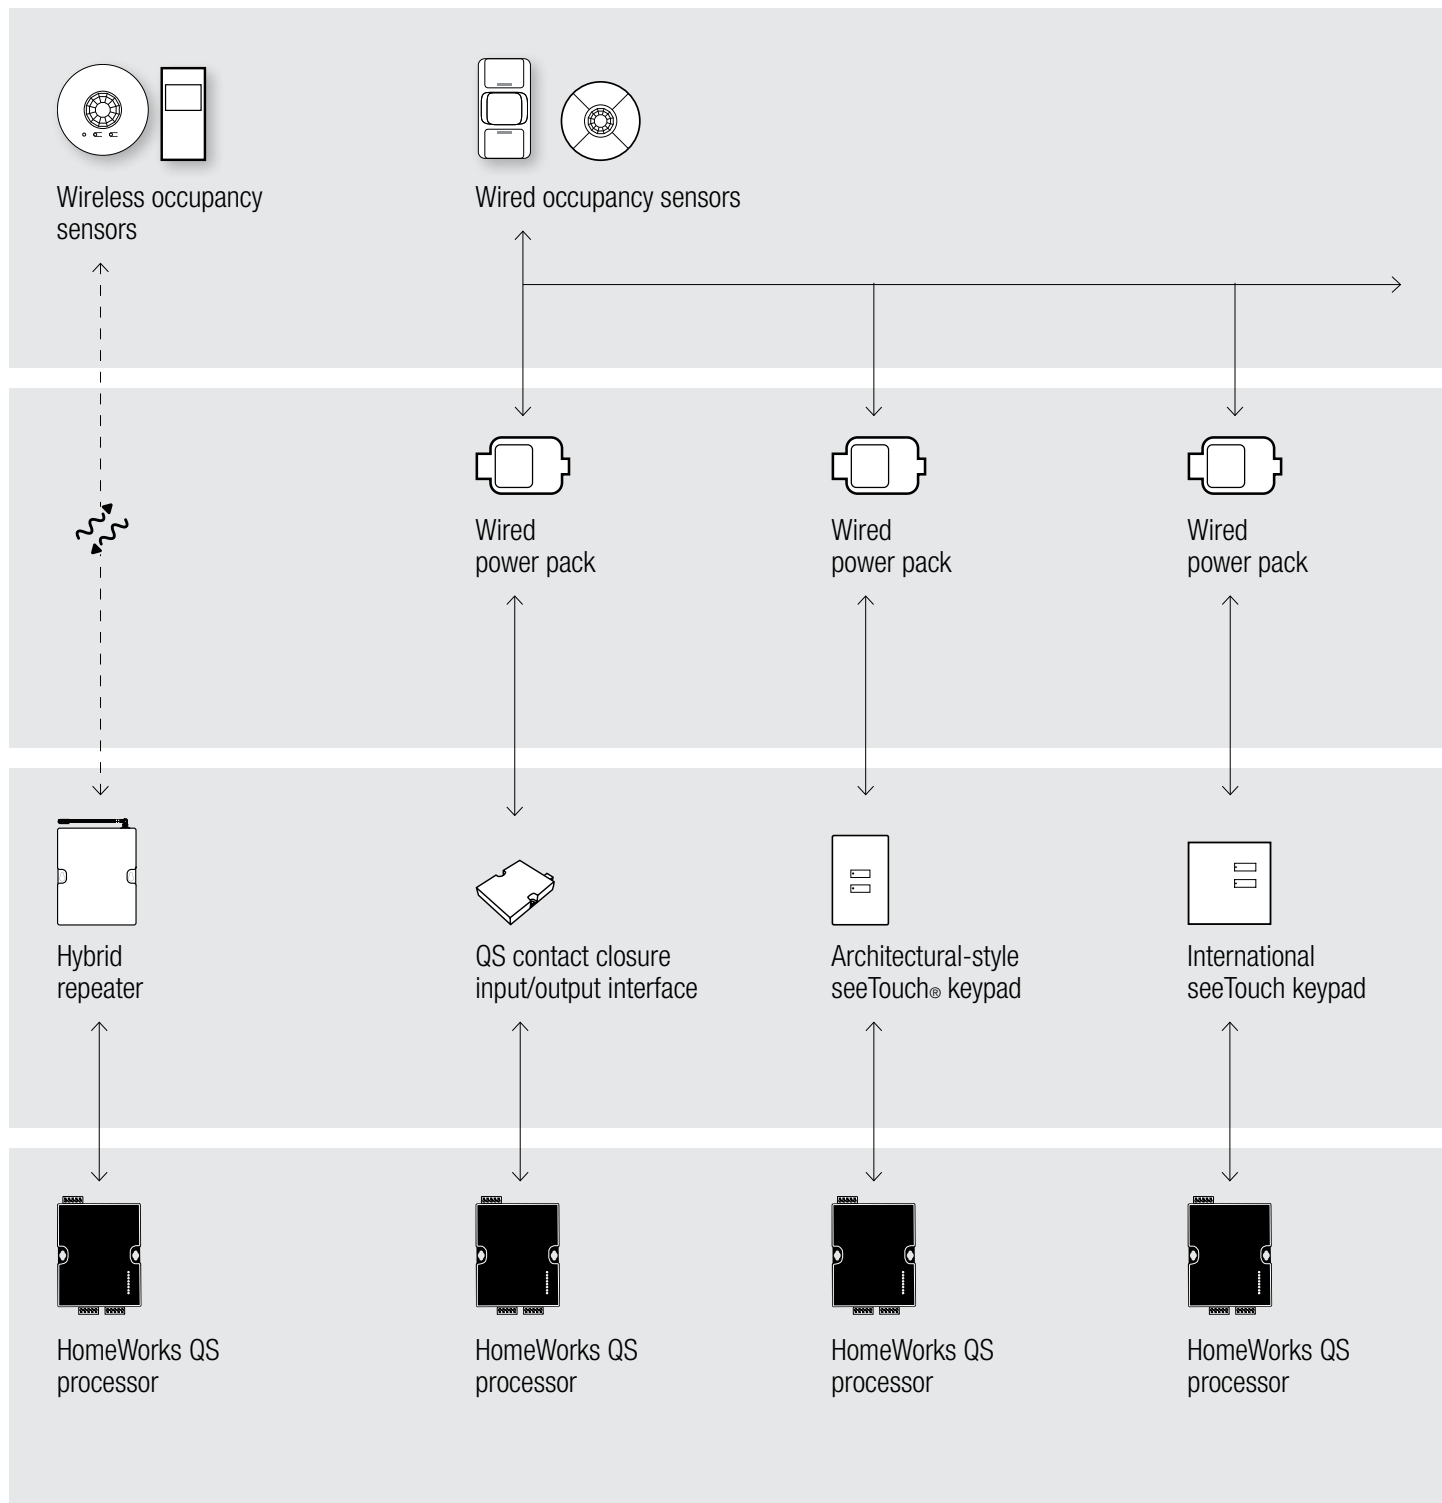 Wireless occupancy
sensors
Wired occupancy sensors
Wired
power pack
Wired
power pack
Wired
power pack
Hybrid
repeater
QS contact closure
input/output interface
Architectural-style
seeTouch® keypad
International
seeTouch keypad
HomeWorks QS
processor
HomeWorks QS
processor
HomeWorks QS
processor
HomeWorks QS
processor